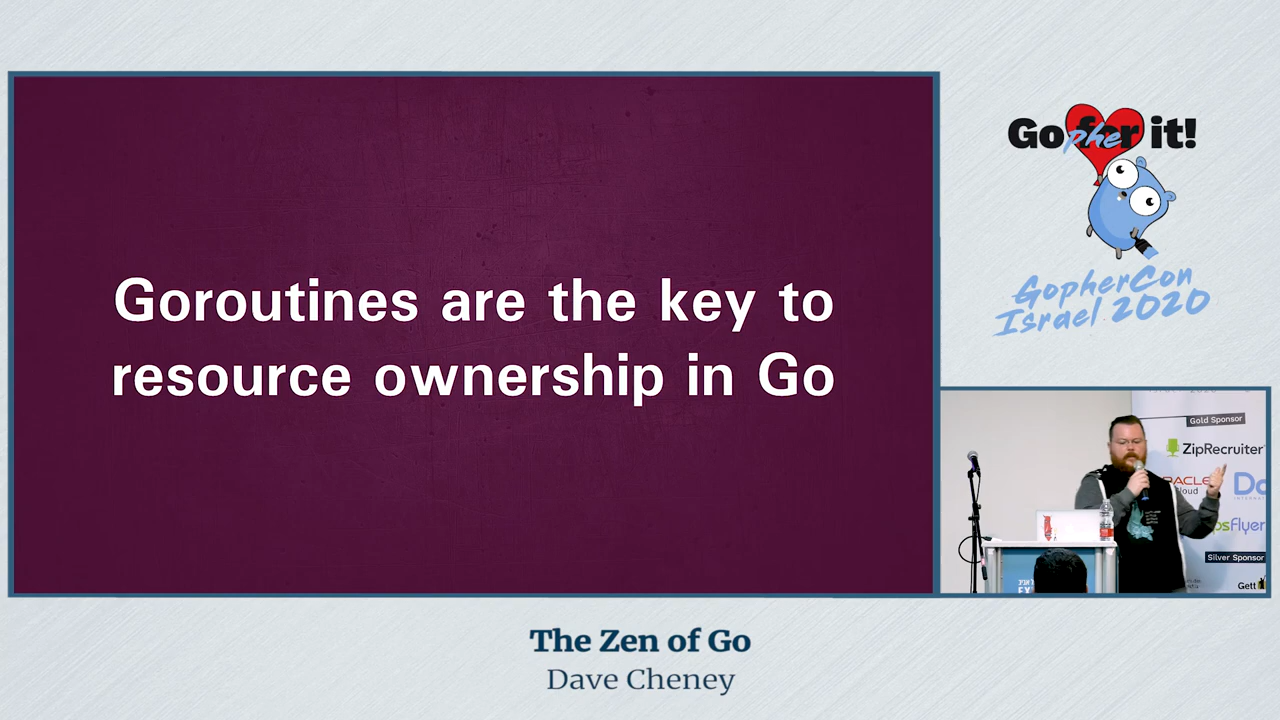 Goroutines are the key to
resource ownership in Go
Gopher it!
GopherCon
Israel 2020
Gold Sponsor
ZipRecruiter
Silver Sponsor
Gett
The Zen of Go
Dave Cheney